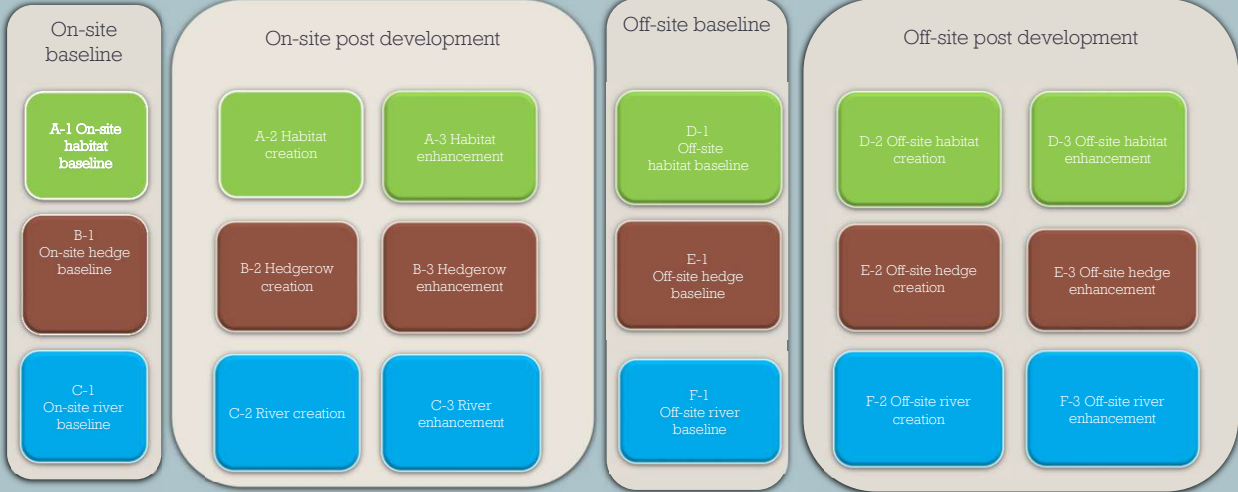 On-site
baseline
A-1 On-site
habitat
baseline
B-1
On-site hedge
baseline
C-1
On-site river
baseline
On-site post development
A-2 Habitat
creation
A-3 Habitat
enhancement
B-2 Hedgerow
creation
B-3 Hedgerow
enhancement
C-2 River creation
C-3 River
enhancement
Off-site baseline
D-1
Off-site
habitat baseline
E-1
Off-site hedge
baseline
F-1
Off-site river
baseline
Off-site post development
D-2 Off-site habitat
creation
D-3 Off-site habitat
enhancement
E-2 Off-site hedge
creation
E-3 Off-site hedge
enhancement
F-2 Off-site river
creation
F-3 Off-site river
enhancement